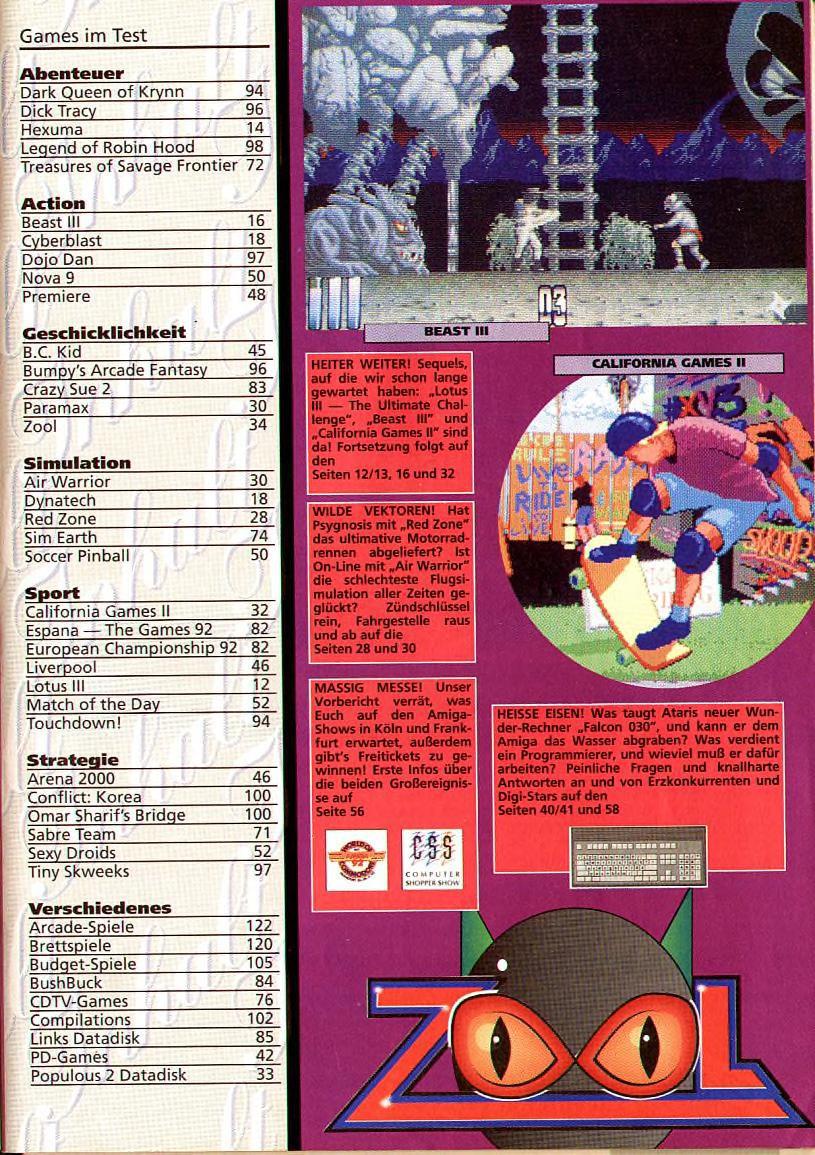 Games im Test
Abenteuer
Dark Queen of Krynn 94
Dick Tracy 96
Hexuma 14
Legend of Robin Hood 98
Treasures of Savage Frontier 72
Action
Beast III 16
Cyberblast 18
Dojo Dan 97
Nova 9 50
Premiere 48
Geschicklichkeit
B.C. Kid 45
Bumpy's Arcade Fantasy 96
Crazy Sue 2 83
Paramax 30
Zool 34
Simulation
Air Warrior 30
Dynatech 18
Red Zone 28
Sim Earth 74
Soccer Pinball 50
Sport
California Games II 32
Espana — The Games 92 82
European Championship 92 82
Liverpool 46
Lotus III 12
Match of the Day 52
Touchdown! 94
Strategie
Arena 2000 46
Conflict: Korea 100
Omar Sharif's Bridge 100
Sabre Team 71
Sexy Droids 52
Tiny Skweeks 97
Verschiedenes
Arcade-Spiele 122
Brettspiele 120
Budget-Spiele 105
BushBuck 84
CDTV-Games 76
Compilations 102
Links Datadisk 85
PD-Games 42
Populous 2 Datadisk 33
03
BEAST III
HEITER WEITER! Sequels,
auf die wir schon lange
gewartet haben: „Lotus
III — The Ultimate Chal-
lenge“, „Beast III“ und
„California Games II“ sind
da! Fortsetzung folgt auf
den
Seiten 12/13, 16 und 32
CALIFORNIA GAMES II
RULE
LIVE
TO
RIDE
WILDE VEKTOREN! Hat
Psygnosis mit „Red Zone“
das ultimative Motorrad-
rennen abgeliefert? Ist
On-Line mit „Air Warrior“
die schlechteste Flugsi-
mulation aller Zeiten ge-
glückt? Zündschlüssel
rein, Fahrgestelle raus
und ab auf die
Seiten 28 und 30
MASSIG MESSE! Unser
Vorbericht verrät, was
Euch auf den Amiga-
Shows in Köln und Frank-
furt erwartet, außerdem
gibt's Freitickets zu ge-
winnen! Erste Infos über
die beiden Großereignis-
se auf
Seite 56
WORLD OF
COMMODORE
CSS
COMPUTER
SHOPPER SHOW
HEISSE EISEN! Was taugt Ataris neuer Wun-
der-Rechner „Falcon 030“, und kann er dem
Amiga das Wasser abgraben? Was verdient
ein Programmierer, und wieviel muß er dafür
arbeiten? Peinliche Fragen und knallharte
Antworten an und von Erzkonkurrenten und
Digi-Stars auf den
Seiten 40/41 und 58
ZOOL